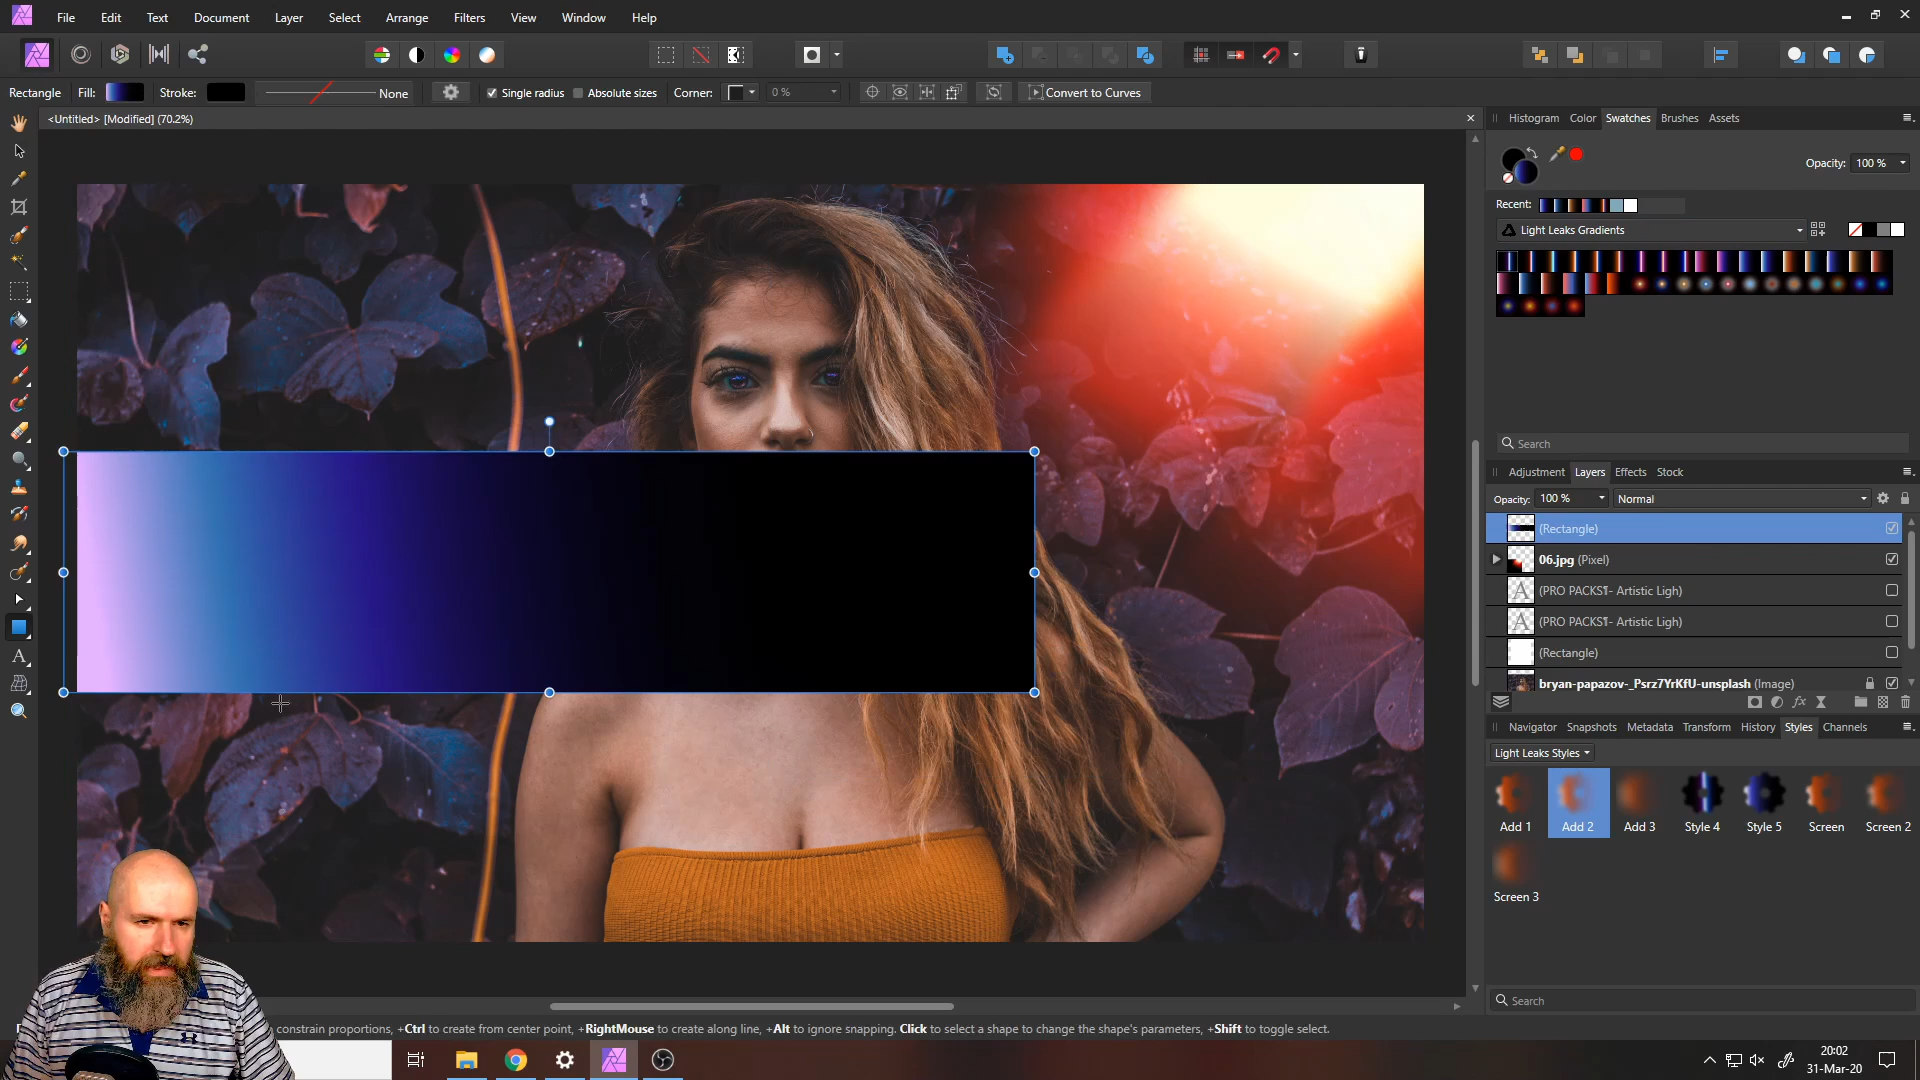 File Edit Text Document Layer Select Arrange Filters View Window Help
Rectangle Fill: Stroke: None Single radius Absolute sizes Corner: 0 % Convert to Curves
<Untitled> [Modified] (70.2%)
Histogram Color Swatches Brushes Assets
Opacity: 100 %
Recent:
Light Leaks Gradients
Search
Adjustment Layers Effects Stock
Opacity: 100 % Normal
(Rectangle)
06.jpg (Pixel)
(PRO PACKS¶- Artistic Ligh)
(PRO PACKS¶- Artistic Ligh)
(Rectangle)
bryan-papazov-_Psrz7YrKfU-unsplash (Image)
Navigator Snapshots Metadata Transform History Styles Channels
Light Leaks Styles
Add 1 Add 2 Add 3 Style 4 Style 5 Screen Screen 2
Screen 3
Search
constrain proportions, +Ctrl to create from center point, +RightMouse to create along line, +Alt to ignore snapping. Click to select a shape to change the shape's parameters, +Shift to toggle select.
20:02
31-Mar-20